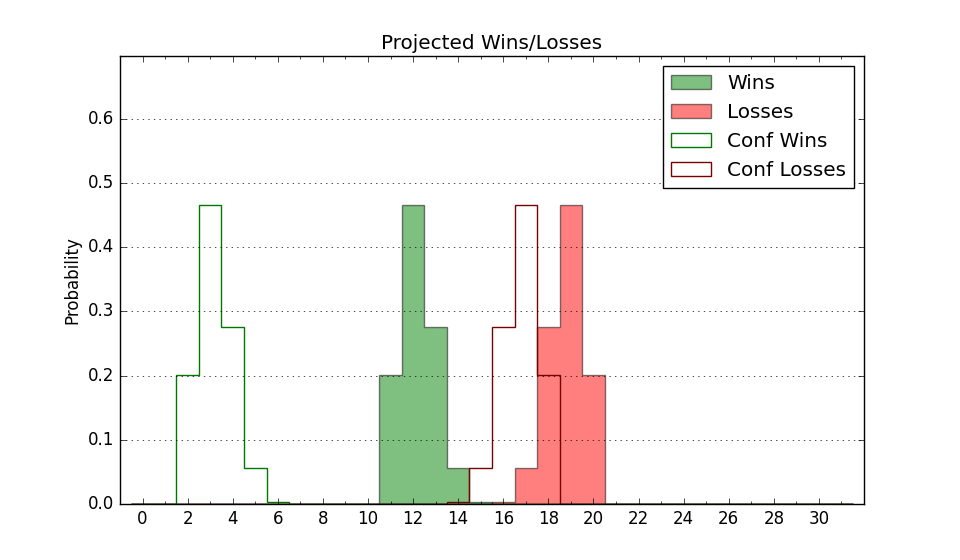 Projected Wins/Losses
Wins
Losses
Conf Wins
Conf Losses
Probability
0.6
0.5
0.4
0.3
0.2
0.1
0.0
0 2 4 6 8 10 12 14 16 18 20 22 24 26 28 30